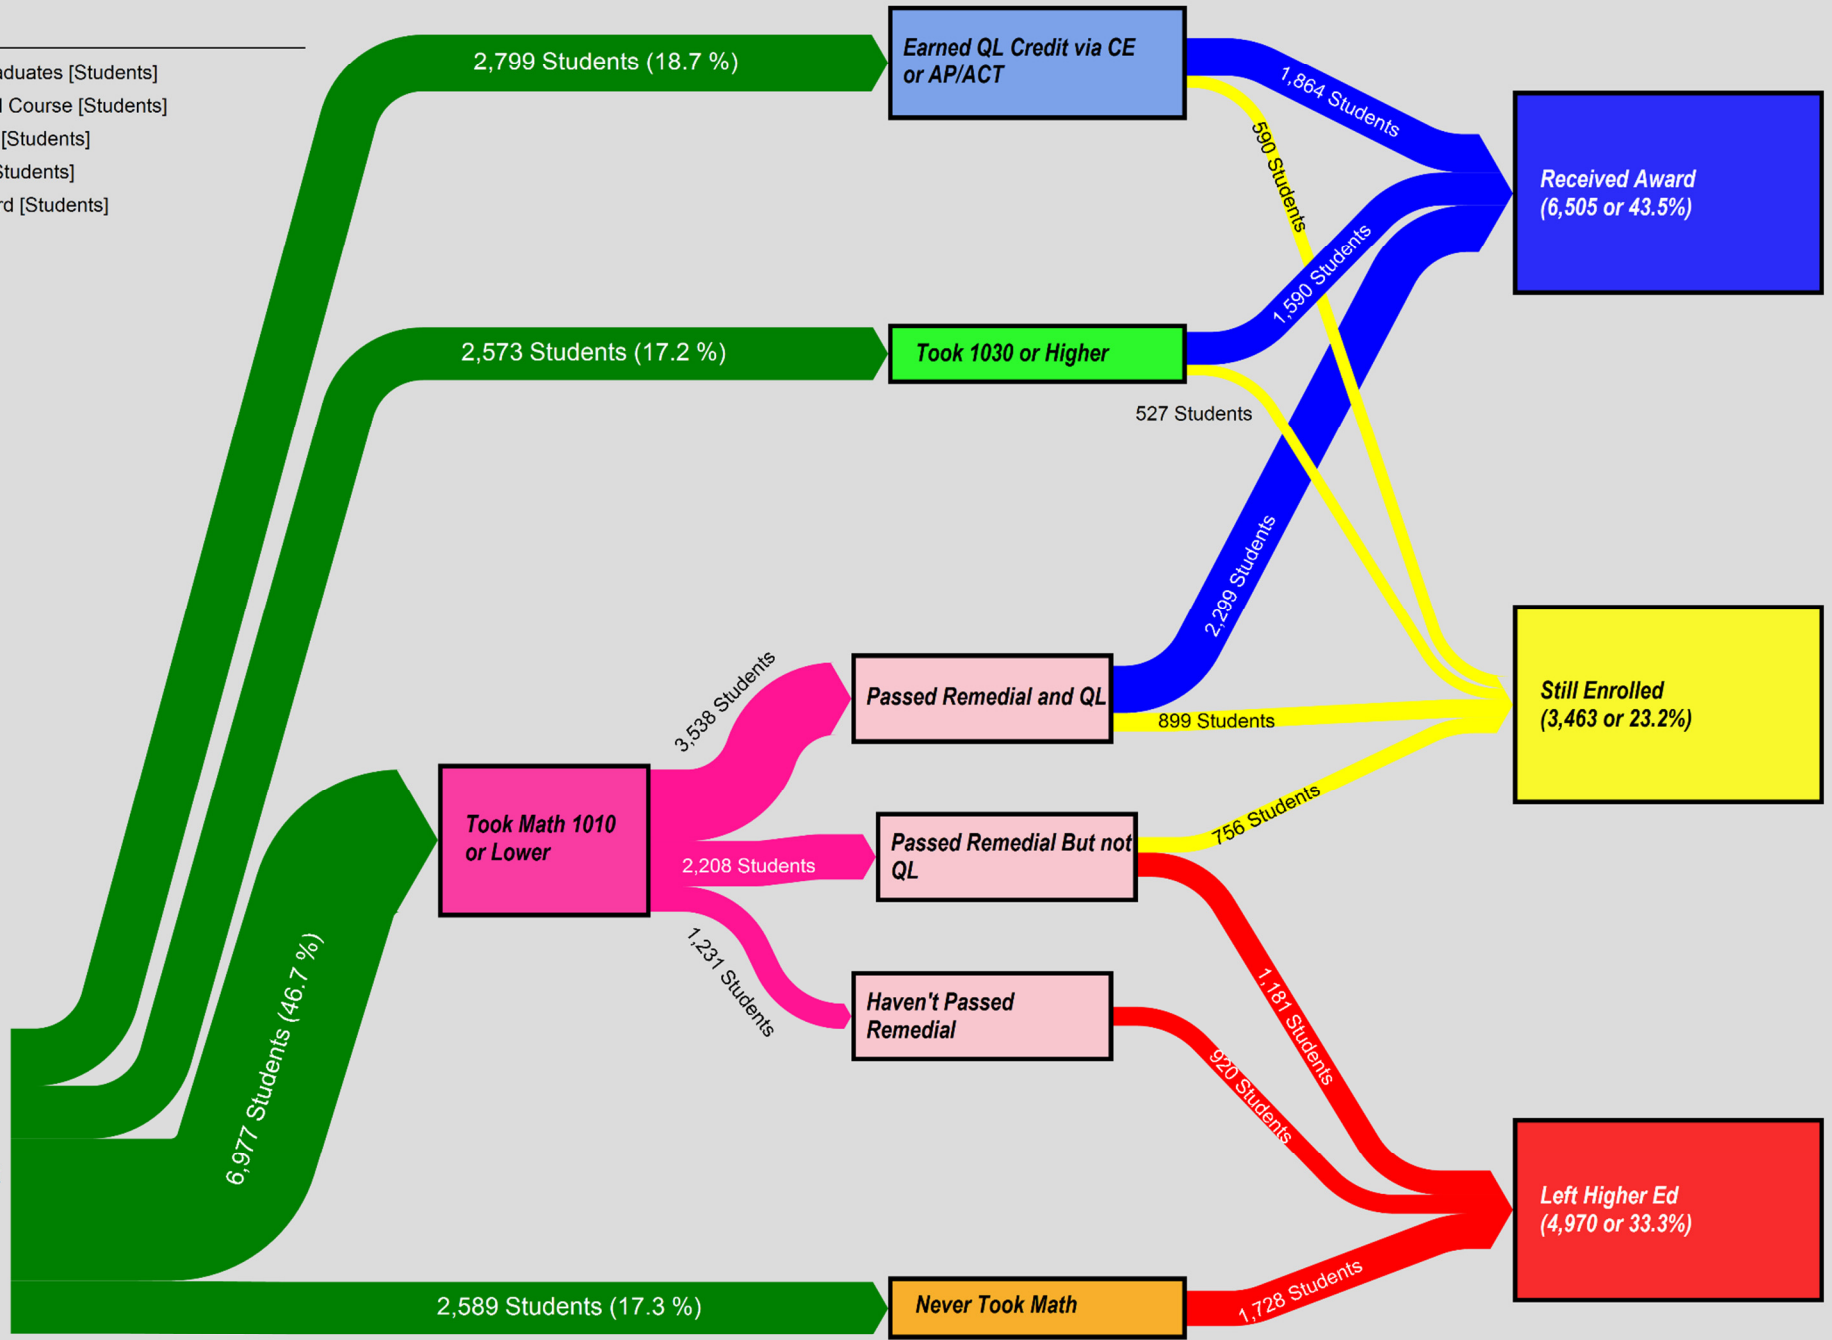 aduates [Students]
l Course [Students]
[Students]
Students]
rd [Students]
2,799 Students (18.7 %)
Earned QL Credit via CE
or AP/ACT
1,864 Students
590 Students
Received Award
(6,505 or 43.5%)
2,573 Students (17.2 %)
Took 1030 or Higher
1,590 Students
527 Students
2,299 Students
3,538 Students
Passed Remedial and QL
899 Students
Still Enrolled
(3,463 or 23.2%)
6,977 Students (46.7 %)
Took Math 1010
or Lower
2,208 Students
Passed Remedial But not
QL
756 Students
1,181 Students
1,231 Students
Haven't Passed
Remedial
920 Students
Left Higher Ed
(4,970 or 33.3%)
2,589 Students (17.3 %)
Never Took Math
1,728 Students